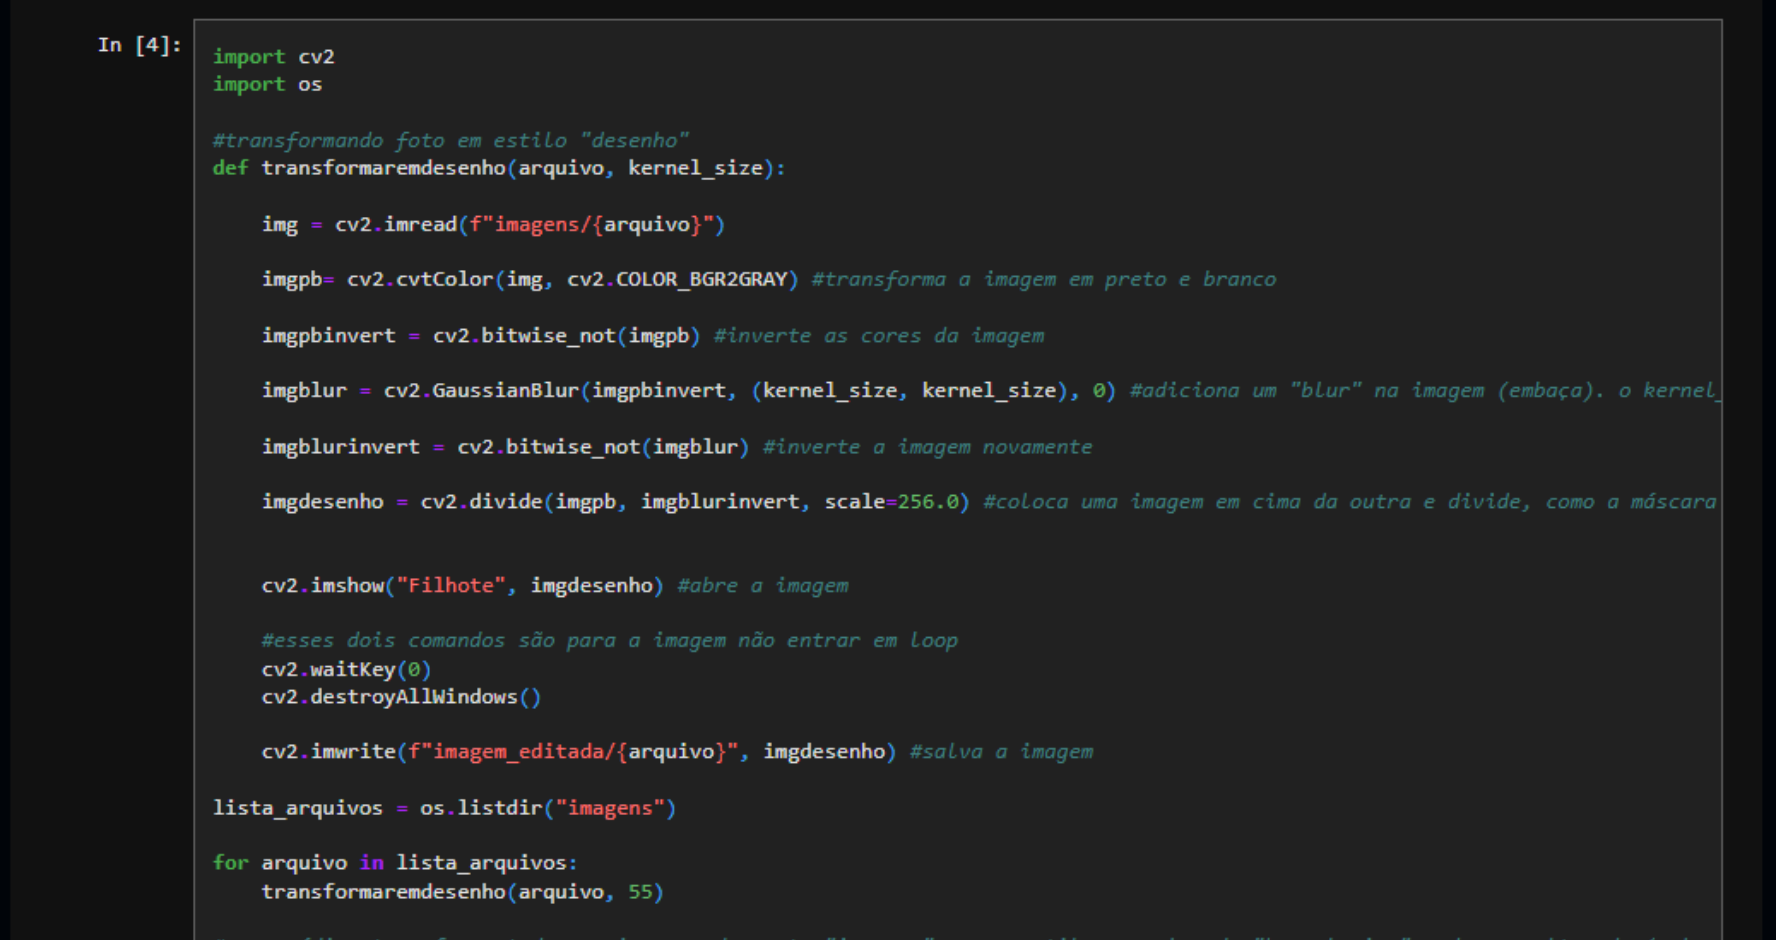 In [4]:
import cv2
import os
#transformando foto em estilo "desenho"
def transformaremdesenho(arquivo, kernel_size):
img = cv2.imread(f"imagens/{arquivo}")
imgpb= cv2.cvtColor(img, cv2.COLOR_BGR2GRAY) #transforma a imagem em preto e branco
imgpbinvert = cv2.bitwise_not(imgpb) #inverte as cores da imagem
imgblur = cv2.GaussianBlur(imgpbinvert, (kernel_size, kernel_size), 0) #adiciona um "blur" na imagem (embaça). o kernel_
imgblurinvert = cv2.bitwise_not(imgblur) #inverte a imagem novamente
imgdesenho = cv2.divide(imgpb, imgblurinvert, scale=256.0) #coloca uma imagem em cima da outra e divide, como a máscara
cv2.imshow("Filhote", imgdesenho) #abre a imagem
#esses dois comandos são para a imagem não entrar em loop
cv2.waitKey(0)
cv2.destroyAllWindows()
cv2.imwrite(f"imagem_editada/{arquivo}", imgdesenho) #salva a imagem
lista_arquivos = os.listdir("imagens")
for arquivo in lista_arquivos:
transformaremdesenho(arquivo, 55)